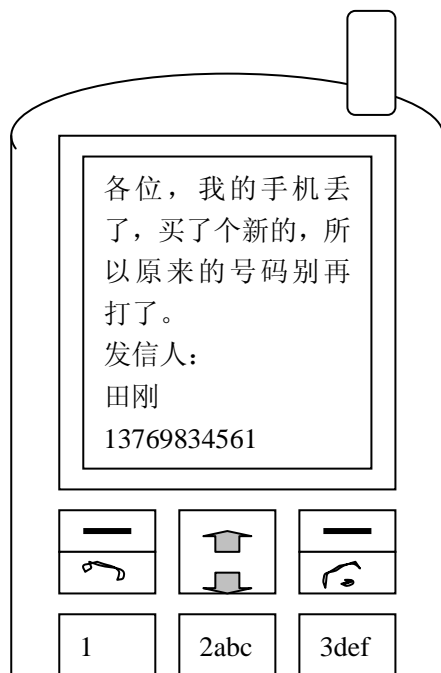 各位，我的手机丢
了，买了个新的，所
以原来的号码别再
打了。
发信人：
田刚
13769834561
1
2abc
3def